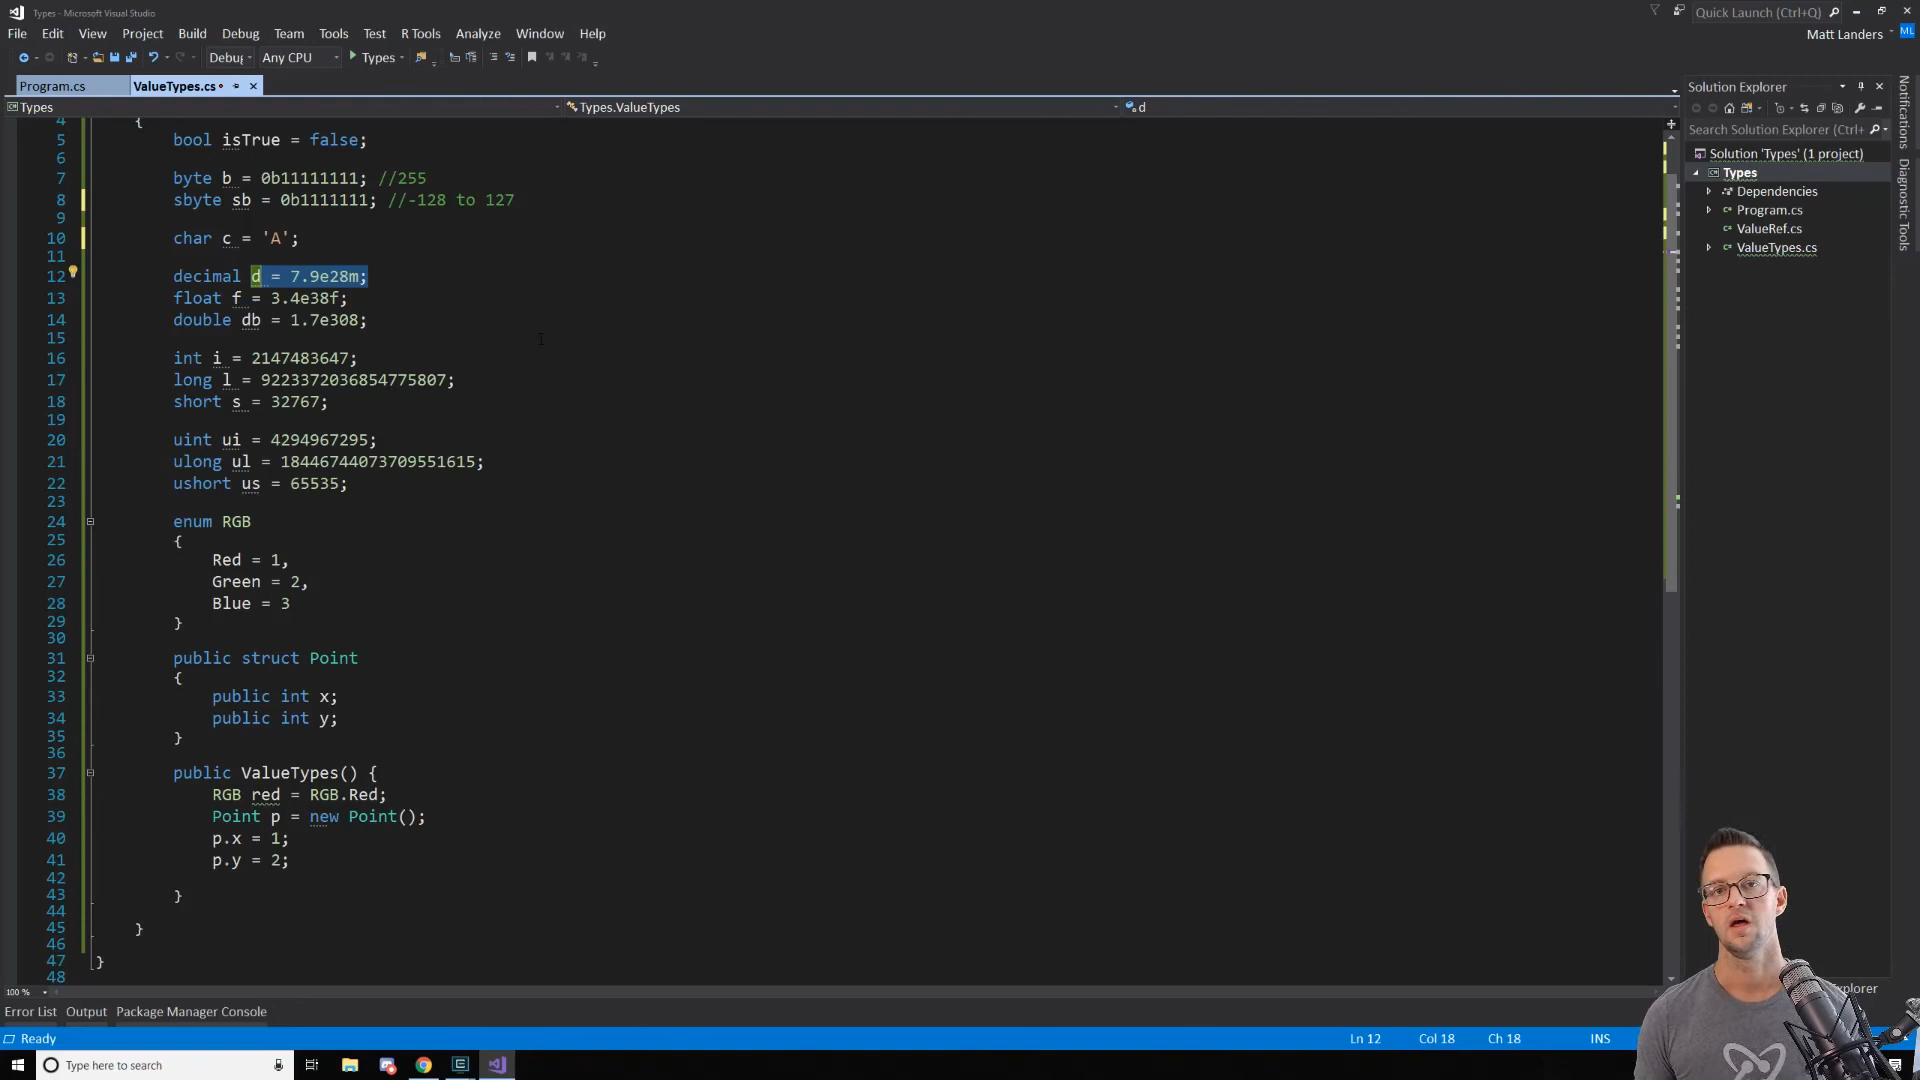 Types - Microsoft Visual Studio
Quick Launch (Ctrl+Q)
File Edit View Project Build Debug Team Tools Test R Tools Analyze Window Help
Matt Landers ML
Debug Any CPU Types
Program.cs ValueTypes.cs
Types Types.ValueTypes d
4 {
5 bool isTrue = false;
6
7 byte b = 0b11111111; //255
8 sbyte sb = 0b1111111; //-128 to 127
9
10 char c = 'A';
11
12 decimal d = 7.9e28m;
13 float f = 3.4e38f;
14 double db = 1.7e308;
15
16 int i = 2147483647;
17 long l = 9223372036854775807;
18 short s = 32767;
19
20 uint ui = 4294967295;
21 ulong ul = 18446744073709551615;
22 ushort us = 65535;
23
24 enum RGB
25 {
26 Red = 1,
27 Green = 2,
28 Blue = 3
29 }
30
31 public struct Point
32 {
33 public int x;
34 public int y;
35 }
36
37 public ValueTypes() {
38 RGB red = RGB.Red;
39 Point p = new Point();
40 p.x = 1;
41 p.y = 2;
42
43 }
44
45 }
46
47 }
48
Solution Explorer
Search Solution Explorer (Ctrl+
Solution 'Types' (1 project)
Types
Dependencies
Program.cs
ValueRef.cs
ValueTypes.cs
Notifications
Diagnostic Tools
100 %
xplorer
Error List Output Package Manager Console
Ready Ln 12 Col 18 Ch 18 INS
Type here to search